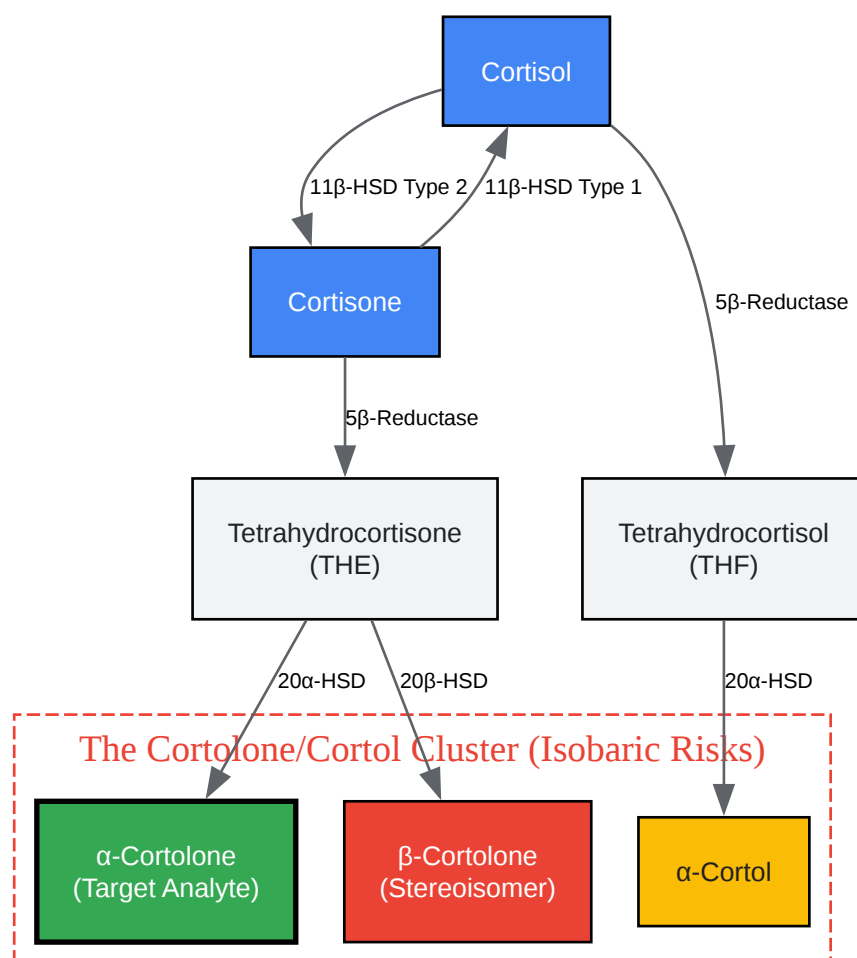 Cortisol
11β-HSD Type 2
11β-HSD Type 1
Cortisone
5β-Reductase
5β-Reductase
Tetrahydrocortisone
(THE)
Tetrahydrocortisol
(THF)
20α-HSD
20β-HSD
20α-HSD
The Cortolone/Cortol Cluster (Isobaric Risks)
α-Cortolone
(Target Analyte)
β-Cortolone
(Stereoisomer)
α-Cortol